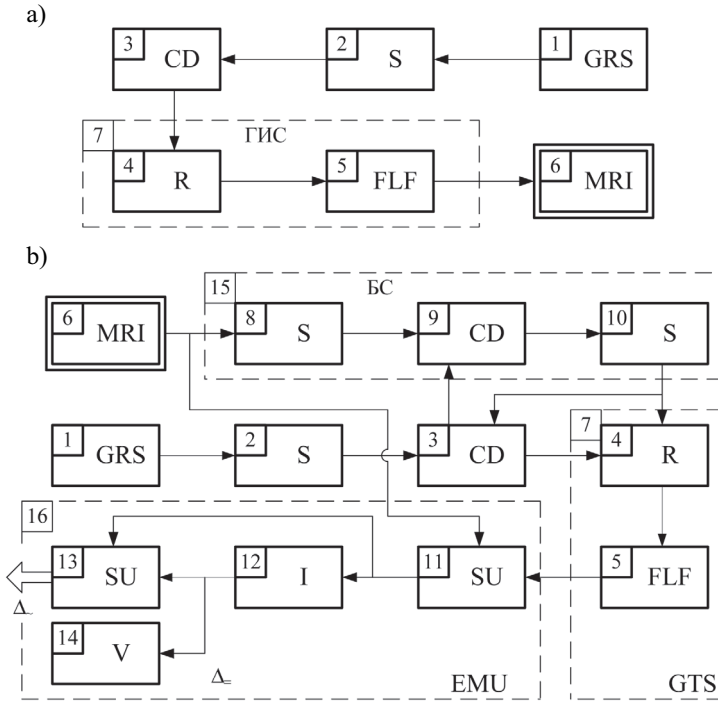 a)
3 CD
2 S
1 GRS
7 ГИС
4 R
5 FLF
6 MRI
b)
15 БС
6 MRI
8 S
9 CD
10 S
1 GRS
2 S
3 CD
7
4 R
16
13 SU
12 I
11 SU
5 FLF
Δ~
14 V
Δ=
EMU
GTS